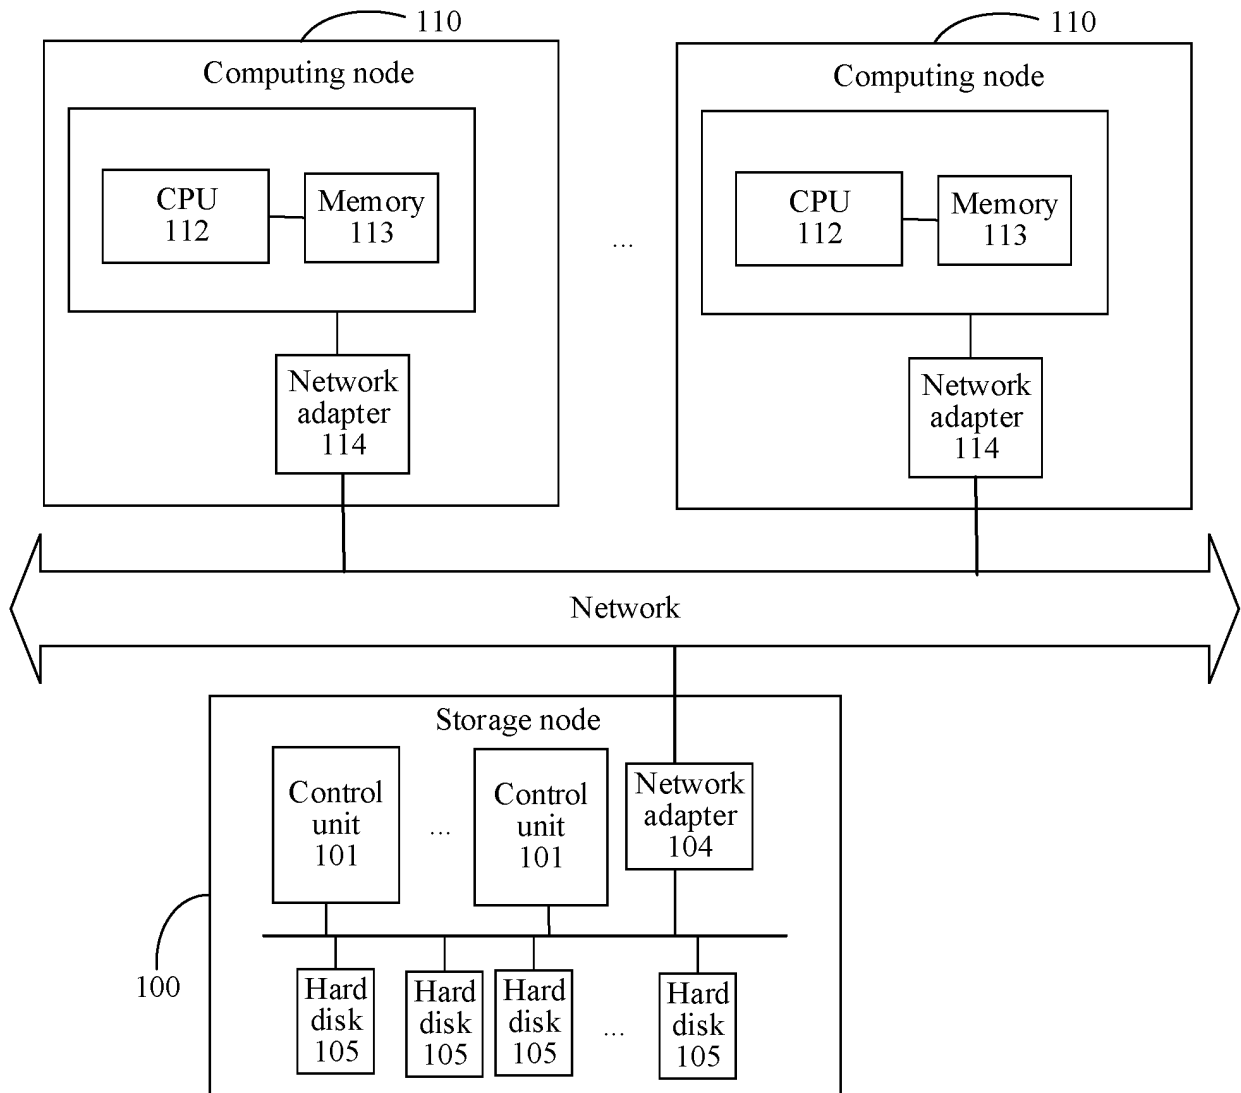 110
110
Computing node
Computing node
CPU
112
Memory
113
...
CPU
112
Memory
113
Network
adapter
114
Network
adapter
114
Network
Storage node
Control
unit
101
...
Control
unit
101
Network
adapter
104
100
Hard
disk
105
Hard
disk
105
Hard
disk
105
...
Hard
disk
105